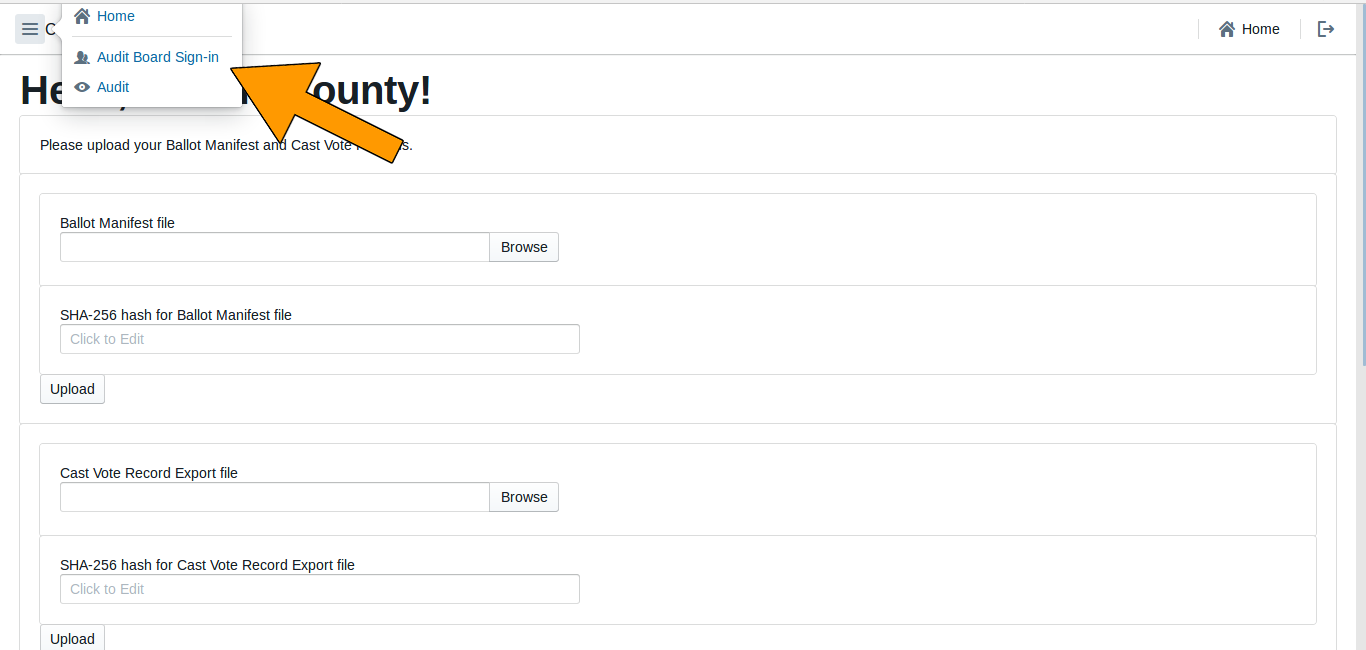 Home
Home
Audit Board Sign-in
Audit
ounty!
Please upload your Ballot Manifest and Cast Vote
Ballot Manifest file
Browse
SHA-256 hash for Ballot Manifest file
Click to Edit
Upload
Cast Vote Record Export file
Browse
SHA-256 hash for Cast Vote Record Export file
Click to Edit
Upload